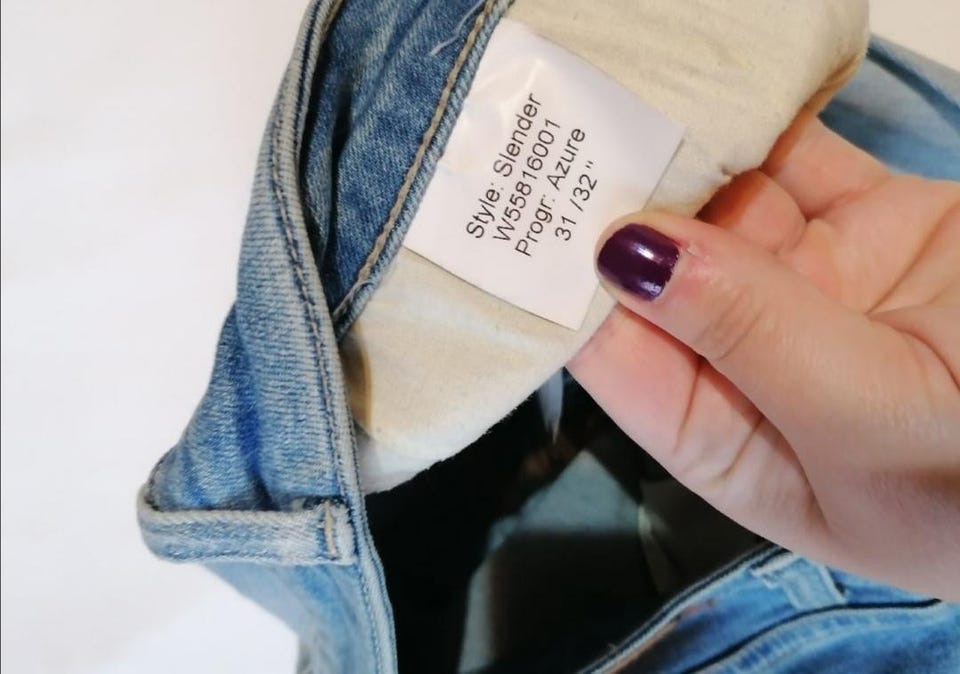 Style: Slender
W55816001
Progr: Azure
31 /32"